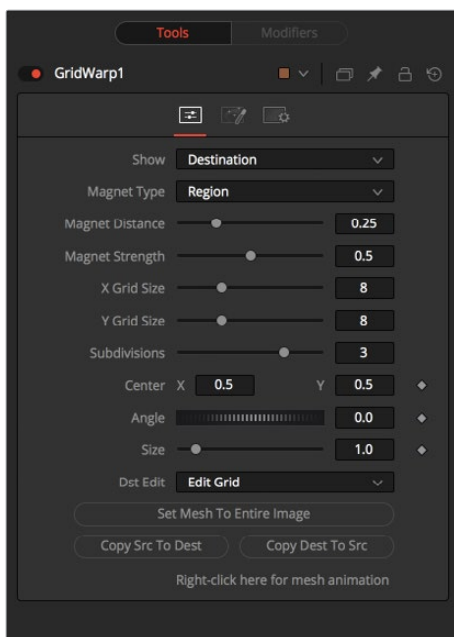 Tools Modifiers
GridWarp1
Show Destination
Magnet Type Region
Magnet Distance 0.25
Magnet Strength 0.5
X Grid Size 8
Y Grid Size 8
Subdivisions 3
Center X 0.5 Y 0.5
Angle 0.0
Size 1.0
Dst Edit Edit Grid
Set Mesh To Entire Image
Copy Src To Dest Copy Dest To Src
Right-click here for mesh animation